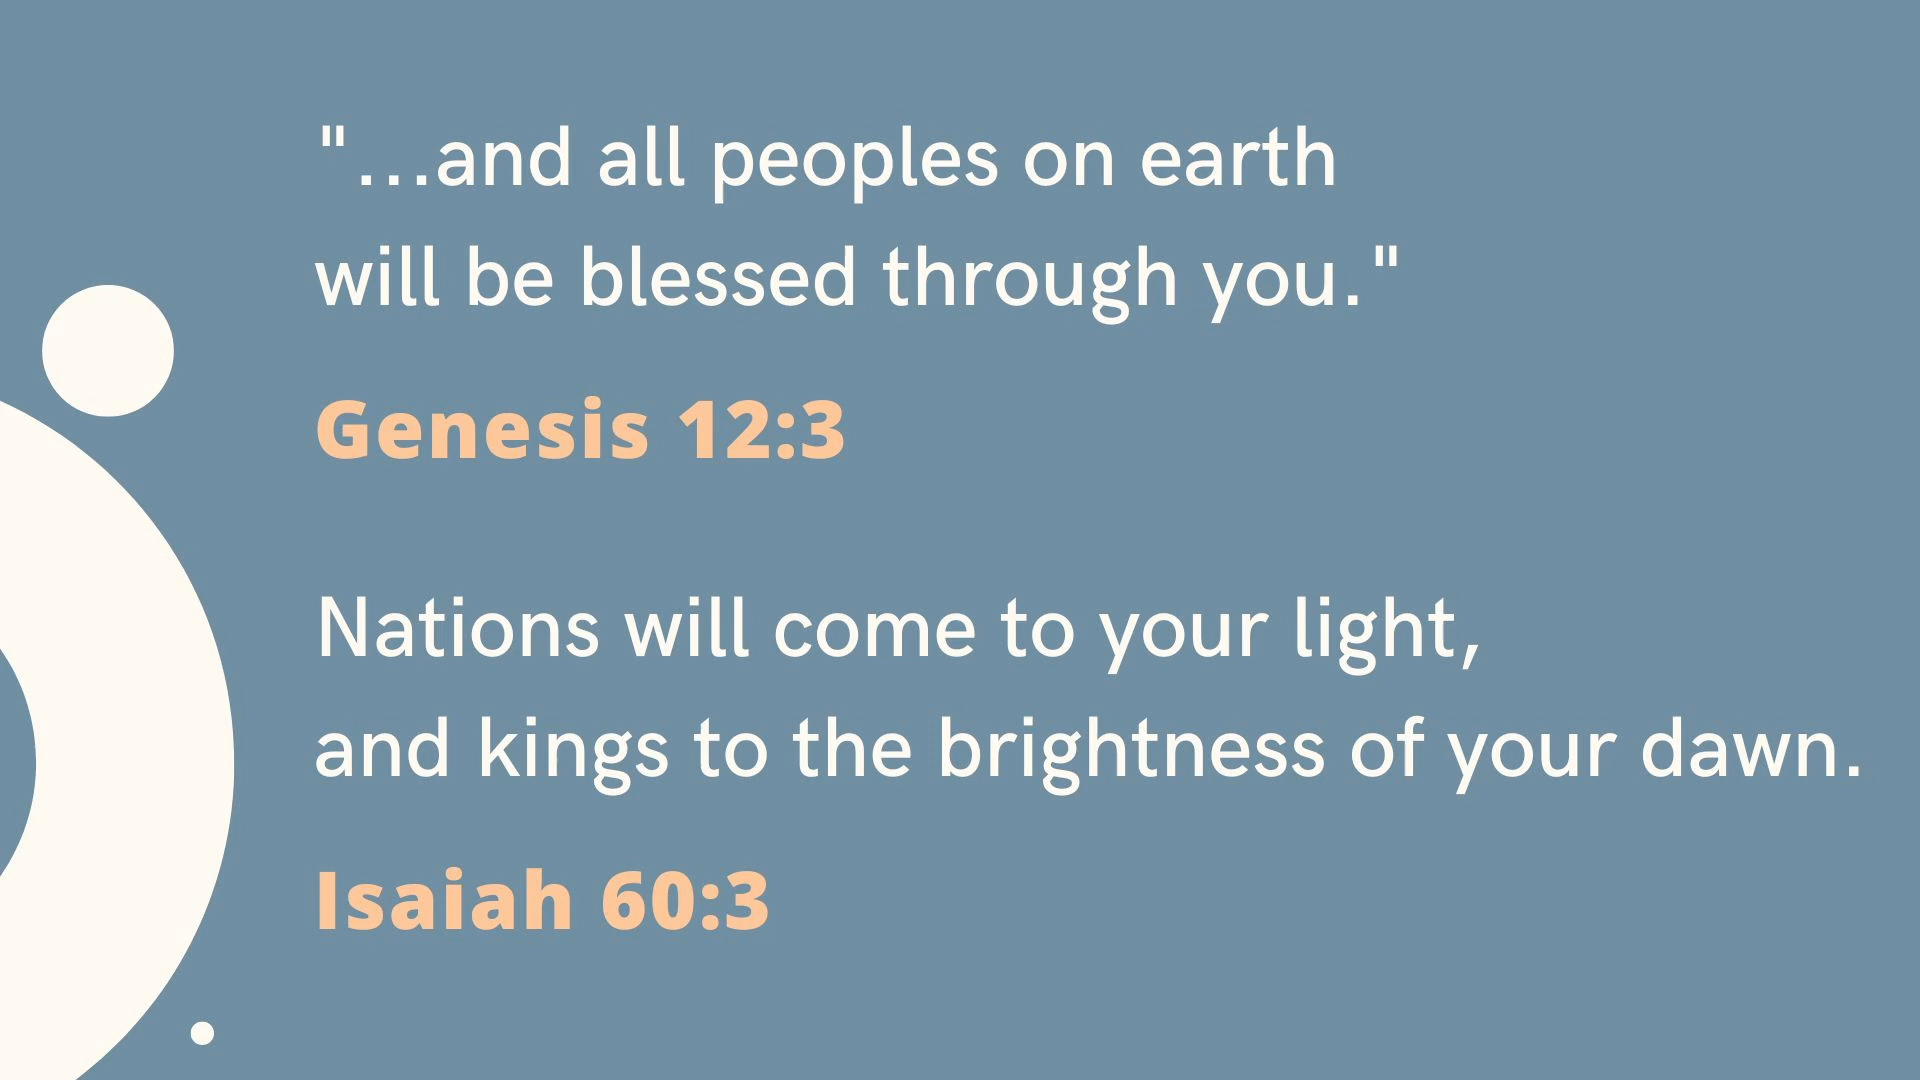 "...and all peoples on earth
will be blessed through you."
Genesis 12:3
Nations will come to your light,
and kings to the brightness of your dawn.
Isaiah 60:3